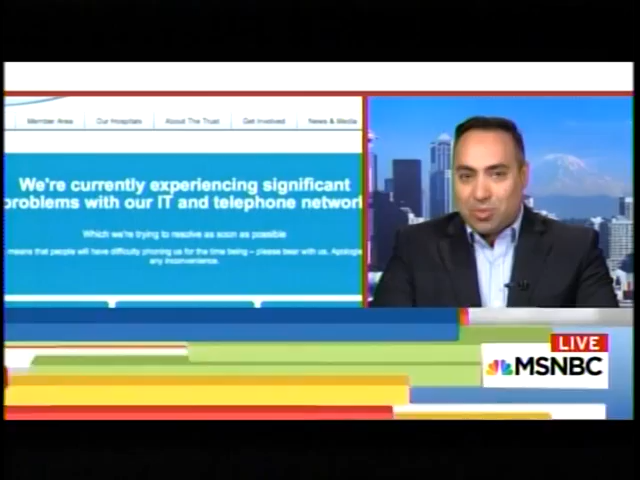 Member Area Our Hospitals About The Trust Get Involved News & Media
We're currently experiencing significant
problems with our IT and telephone network
Which we're trying to resolve as soon as possible
means that people will have difficulty phoning us for the time being – please bear with us. Apologies
any inconvenience.
LIVE
MSNBC